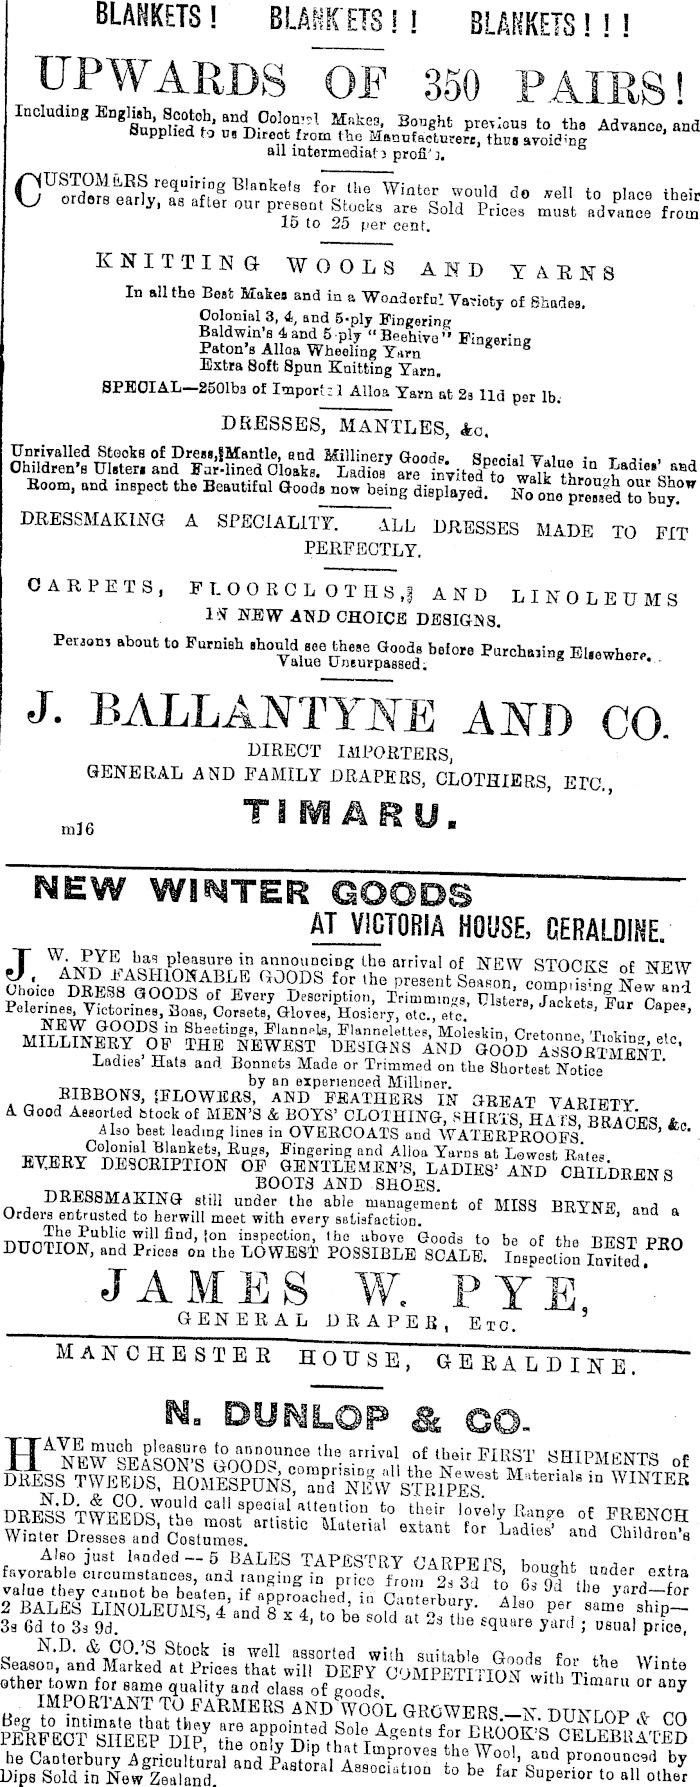 BLANKETS! BLANKETS!! BLANKETS!!!
UPWARDS OF 350 PAIRS!
Including English, Scotch, and Colonial Makes, Bought previous to the Advance, and
Supplied to us Direct from the Manufacturers, thus avoiding
all intermediate profits.
CUSTOMERS requiring Blankets for the Winter would do well to place their
orders early, as after our present Stocks are Sold Prices must advance from
15 to 25 per cent.
KNITTING WOOLS AND YARNS
In all the Best Makes and in a Wonderful Variety of Shades.
Colonial 3, 4, and 5-ply Fingering
Baldwin's 4 and 5-ply "Beehive" Fingering
Paton's Alloa Wheeling Yarn
Extra Soft Spun Knitting Yarn.
SPECIAL—250lbs of Imported Alloa Yarn at 2s 11d per lb.
DRESSES, MANTLES, &c.
Unrivalled Stocks of Dress, Mantle, and Millinery Goods. Special Value in Ladies' and
Children's Ulsters and Fur-lined Cloaks. Ladies are invited to walk through our Show
Room, and inspect the Beautiful Goods now being displayed. No one pressed to buy.
DRESSMAKING A SPECIALITY. ALL DRESSES MADE TO FIT
PERFECTLY.
CARPETS, FLOORCLOTHS, AND LINOLEUMS
IN NEW AND CHOICE DESIGNS.
Persons about to Furnish should see these Goods before Purchasing Elsewhere.
Value Unsurpassed.
J. BALLANTYNE AND CO.
DIRECT IMPORTERS,
GENERAL AND FAMILY DRAPERS, CLOTHIERS, ETC.,
TIMARU.
m16
NEW WINTER GOODS
AT VICTORIA HOUSE, GERALDINE.
J. W. PYE has pleasure in announcing the arrival of NEW STOCKS of NEW
AND FASHIONABLE GOODS for the present Season, comprising New and
Choice DRESS GOODS of Every Description, Trimmings, Ulsters, Jackets, Fur Capes,
Pelerines, Victorines, Boas, Corsets, Gloves, Hosiery, etc., etc.
NEW GOODS in Sheetings, Flannels, Flannelettes, Moleskin, Cretonne, Ticking, etc,
MILLINERY OF THE NEWEST DESIGNS AND GOOD ASSORTMENT.
Ladies' Hats and Bonnets Made or Trimmed on the Shortest Notice
by an experienced Milliner.
RIBBONS, FLOWERS, AND FEATHERS IN GREAT VARIETY.
A Good Assorted Stock of MEN'S & BOYS' CLOTHING, SHIRTS, HATS, BRACES, &c.
Also best leading lines in OVERCOATS and WATERPROOFS.
Colonial Blankets, Rugs, Fingering and Alloa Yarns at Lowest Rates.
EVERY DESCRIPTION OF GENTLEMEN'S, LADIES' AND CHILDRENS
BOOTS AND SHOES.
DRESSMAKING still under the able management of MISS BRYNE, and a
Orders entrusted to herwill meet with every satisfaction.
The Public will find, on inspection, the above Goods to be of the BEST PRO
DUCTION, and Prices on the LOWEST POSSIBLE SCALE. Inspection Invited.
JAMES W. PYE,
GENERAL DRAPER, ETC.
MANCHESTER HOUSE, GERALDINE.
N. DUNLOP & CO.
HAVE much pleasure to announce the arrival of their FIRST SHIPMENTS of
NEW SEASON'S GOODS, comprising all the Newest Materials in WINTER
DRESS TWEEDS, HOMESPUNS, and NEW STRIPES.
N.D. & CO. would call special attention to their lovely Range of FRENCH
DRESS TWEEDS, the most artistic Material extant for Ladies' and Children's
Winter Dresses and Costumes.
Also just landed—5 BALES TAPESTRY CARPETS, bought under extra
favorable circumstances, and ranging in price from 2s 3d to 6s 9d the yard—for
value they cannot be beaten, if approached, in Canterbury. Also per same ship—
2 BALES LINOLEUMS, 4 and 8 x 4, to be sold at 2s the square yard; usual price,
3s 6d to 3s 9d.
N.D. & CO.'S Stock is well assorted with suitable Goods for the Winte
Season, and Marked at Prices that will DEFY COMPETITION with Timaru or any
other town for same quality and class of goods.
IMPORTANT TO FARMERS AND WOOL GROWERS.—N. DUNLOP & CO
Beg to intimate that they are appointed Sole Agents for BROOK'S CELEBRATED
PERFECT SHEEP DIP, the only Dip that Improves the Wool, and pronounced by
he Canterbury Agricultural and Pastoral Association to be far Superior to all other
Dips Sold in New Zealand.